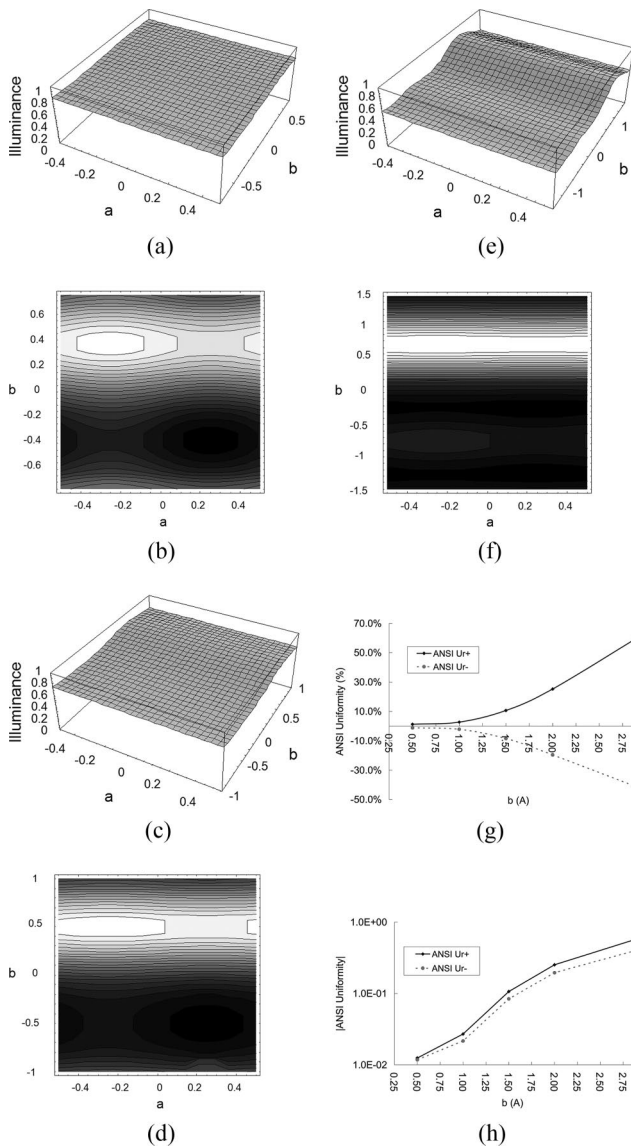 Illuminance
1
0.8
0.6
0.4
0.2
0
-0.4
-0.2
0
0.2
0.4
a
-0.5
0
0.5
b
(a)
Illuminance
1
0.8
0.6
0.4
0.2
0
-0.4
-0.2
0
0.2
0.4
a
-1
0
1
b
(e)
0.6
0.4
0.2
b 0
-0.2
-0.4
-0.6
-0.4 -0.2 0 0.2 0.4
a
(b)
1.5
1
0.5
b 0
-0.5
-1
-1.5
-0.4 -0.2 0 0.2 0.4
a
(f)
Illuminance
1
0.8
0.6
0.4
0.2
0
-0.4
-0.2
0
0.2
0.4
a
-1
-0.5
0
0.5
1
b
(c)
ANSI Uniformity (%)
70.0%
50.0%
30.0%
10.0%
-10.0%
-30.0%
-50.0%
ANSI Ur+
ANSI Ur-
0.25 0.50 0.75 1.00 1.25 1.50 1.75 2.00 2.25 2.50 2.75
b (A)
(g)
1
0.5
b 0
-0.5
-1
-0.4 -0.2 0 0.2 0.4
a
(d)
|ANSI Uniformity|
1.0E+00
1.0E-01
1.0E-02
ANSI Ur+
ANSI Ur-
0.25 0.50 0.75 1.00 1.25 1.50 1.75 2.00 2.25 2.50 2.75
b (A)
(h)